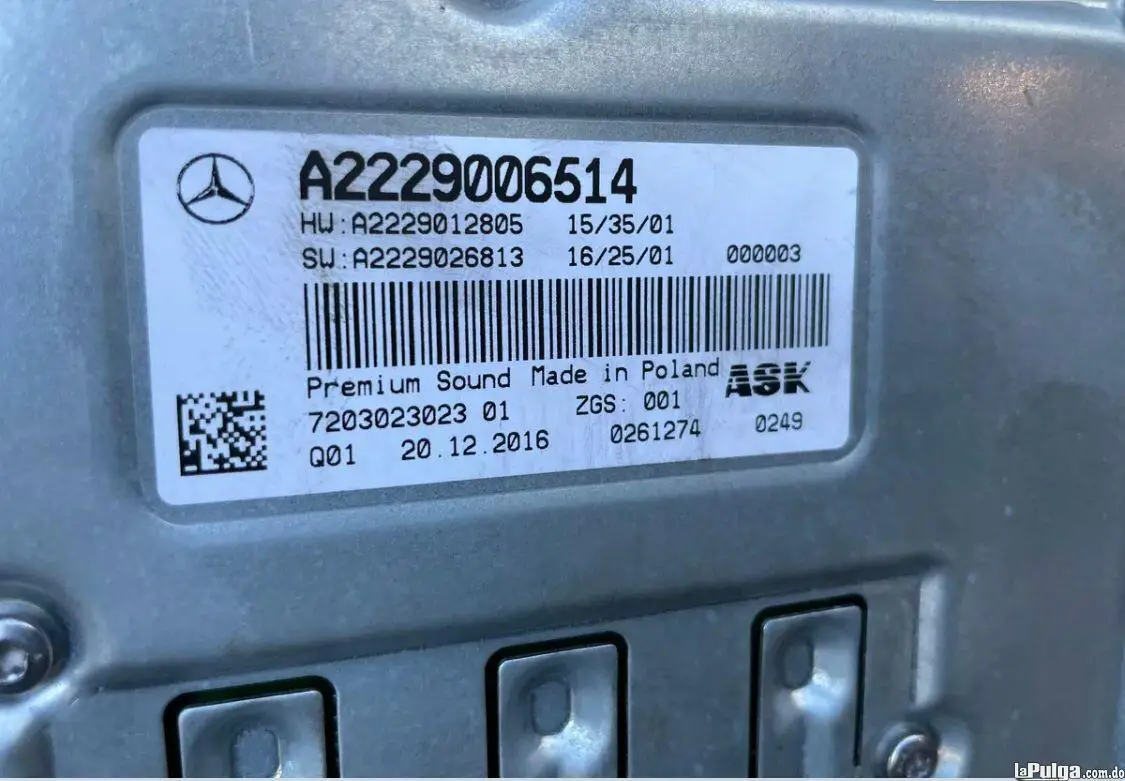 A2229006514
HW:A2229012805 15/35/01
SW:A2229026813 16/25/01 000003
Premium Sound Made in Poland ASK
7203023023 01 ZGS: 001
Q01 20.12.2016 0261274 0249
laPulga.com.do